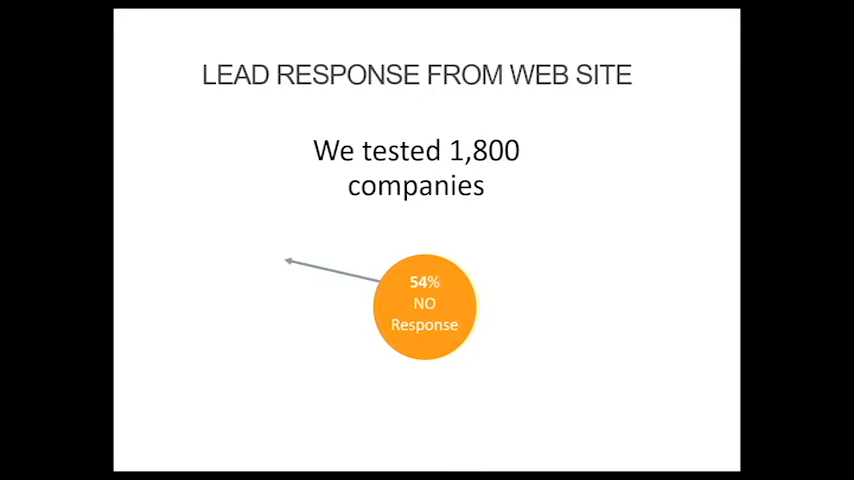 LEAD RESPONSE FROM WEB SITE
We tested 1,800
companies
54%
NO
Response